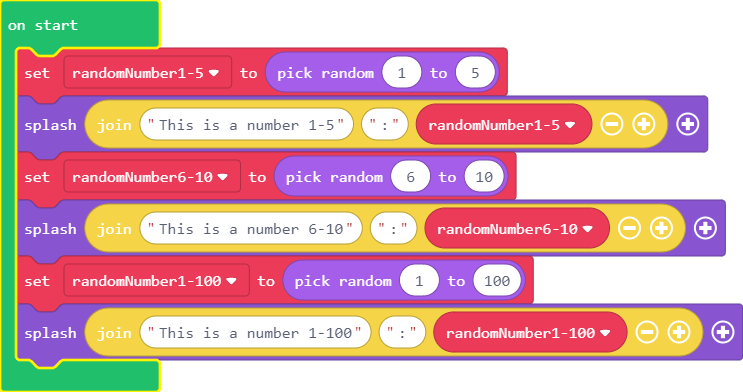 on start
set randomNumber1-5 to pick random 1 to 5
splash join "This is a number 1-5" ":" randomNumber1-5
set randomNumber6-10 to pick random 6 to 10
splash join "This is a number 6-10" ":" randomNumber6-10
set randomNumber1-100 to pick random 1 to 100
splash join "This is a number 1-100" ":" randomNumber1-100